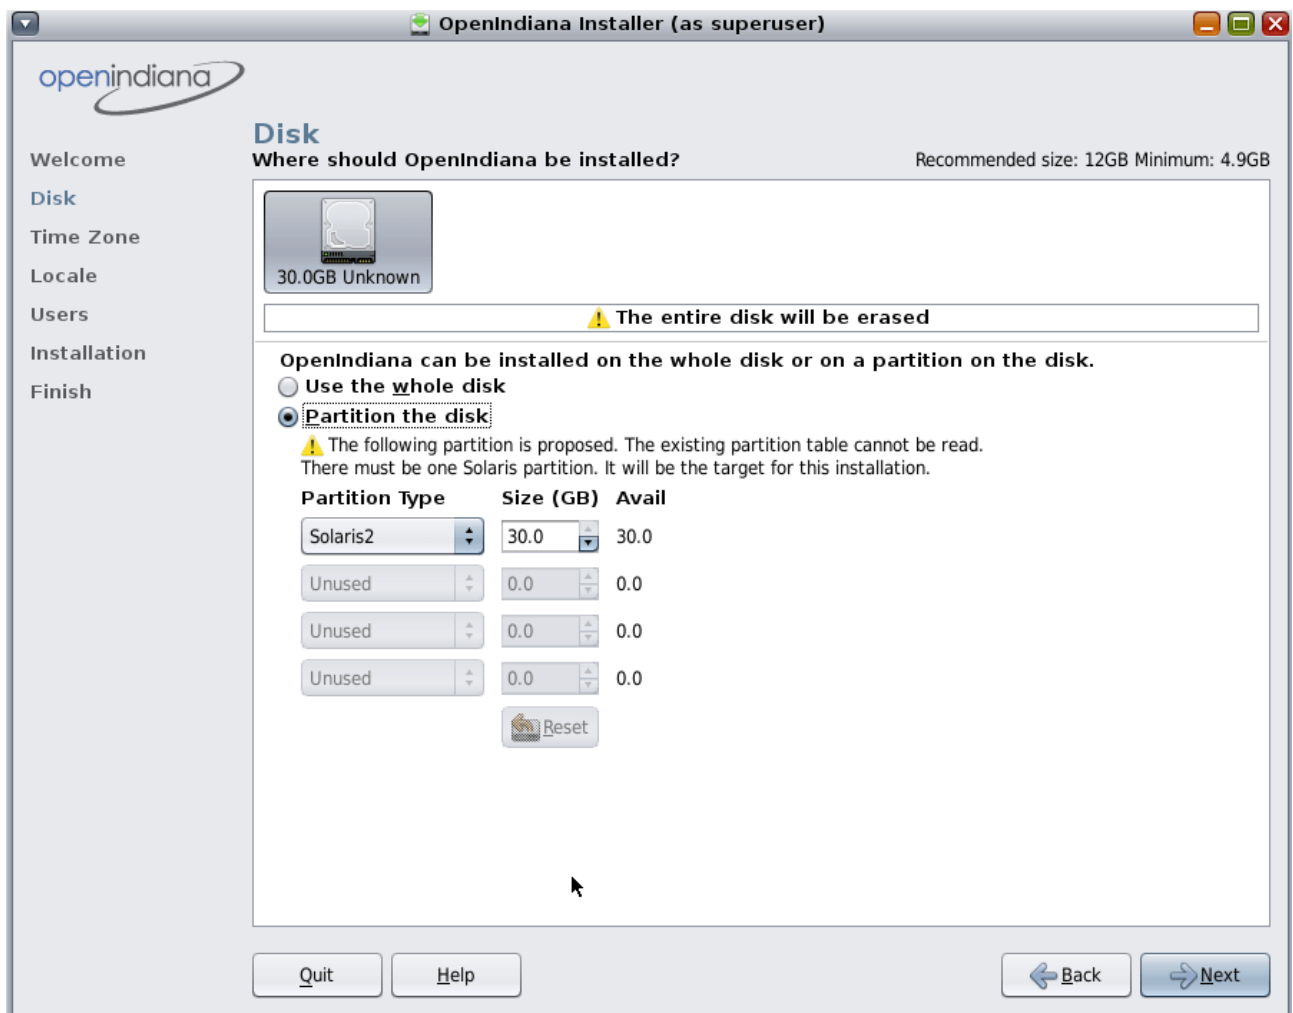 OpenIndiana Installer (as superuser)
openindiana
Disk
Where should OpenIndiana be installed?
Recommended size: 12GB Minimum: 4.9GB
Welcome
Disk
Time Zone
Locale
Users
Installation
Finish
30.0GB Unknown
The entire disk will be erased
OpenIndiana can be installed on the whole disk or on a partition on the disk.
Use the whole disk
Partition the disk
The following partition is proposed. The existing partition table cannot be read.
There must be one Solaris partition. It will be the target for this installation.
Partition Type Size (GB) Avail
Solaris2 30.0 30.0
Unused 0.0 0.0
Unused 0.0 0.0
Unused 0.0 0.0
Reset
Quit Help Back Next